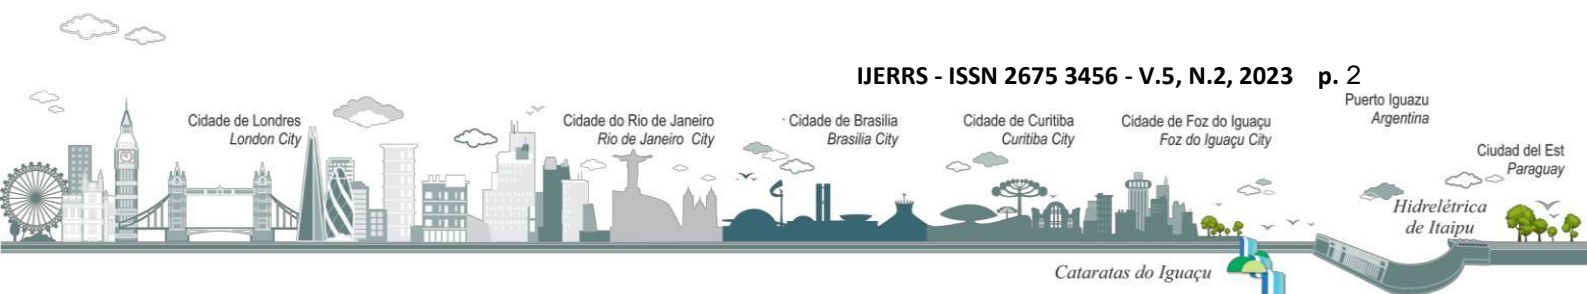 IJERRS - ISSN 2675 3456 - V.5, N.2, 2023 p. 2
Cidade de Londres
London City
Cidade do Rio de Janeiro
Rio de Janeiro City
Cidade de Brasilia
Brasilia City
Cidade de Curitiba
Curitiba City
Cidade de Foz do Iguaçu
Foz do Iguaçu City
Puerto Iguazu
Argentina
Ciudad del Est
Paraguay
Hidrelétrica
de Itaipu
Cataratas do Iguaçu